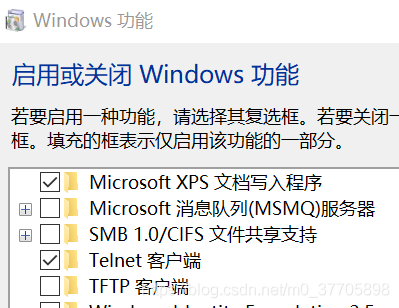 Windows 功能
启用或关闭 Windows 功能
若要启用一种功能，请选择其复选框。若要关闭一
框。填充的框表示仅启用该功能的一部分。
Microsoft XPS 文档写入程序
Microsoft 消息队列(MSMQ)服务器
SMB 1.0/CIFS 文件共享支持
Telnet 客户端
TFTP 客户端
blog.csdn.net/m0_37705898